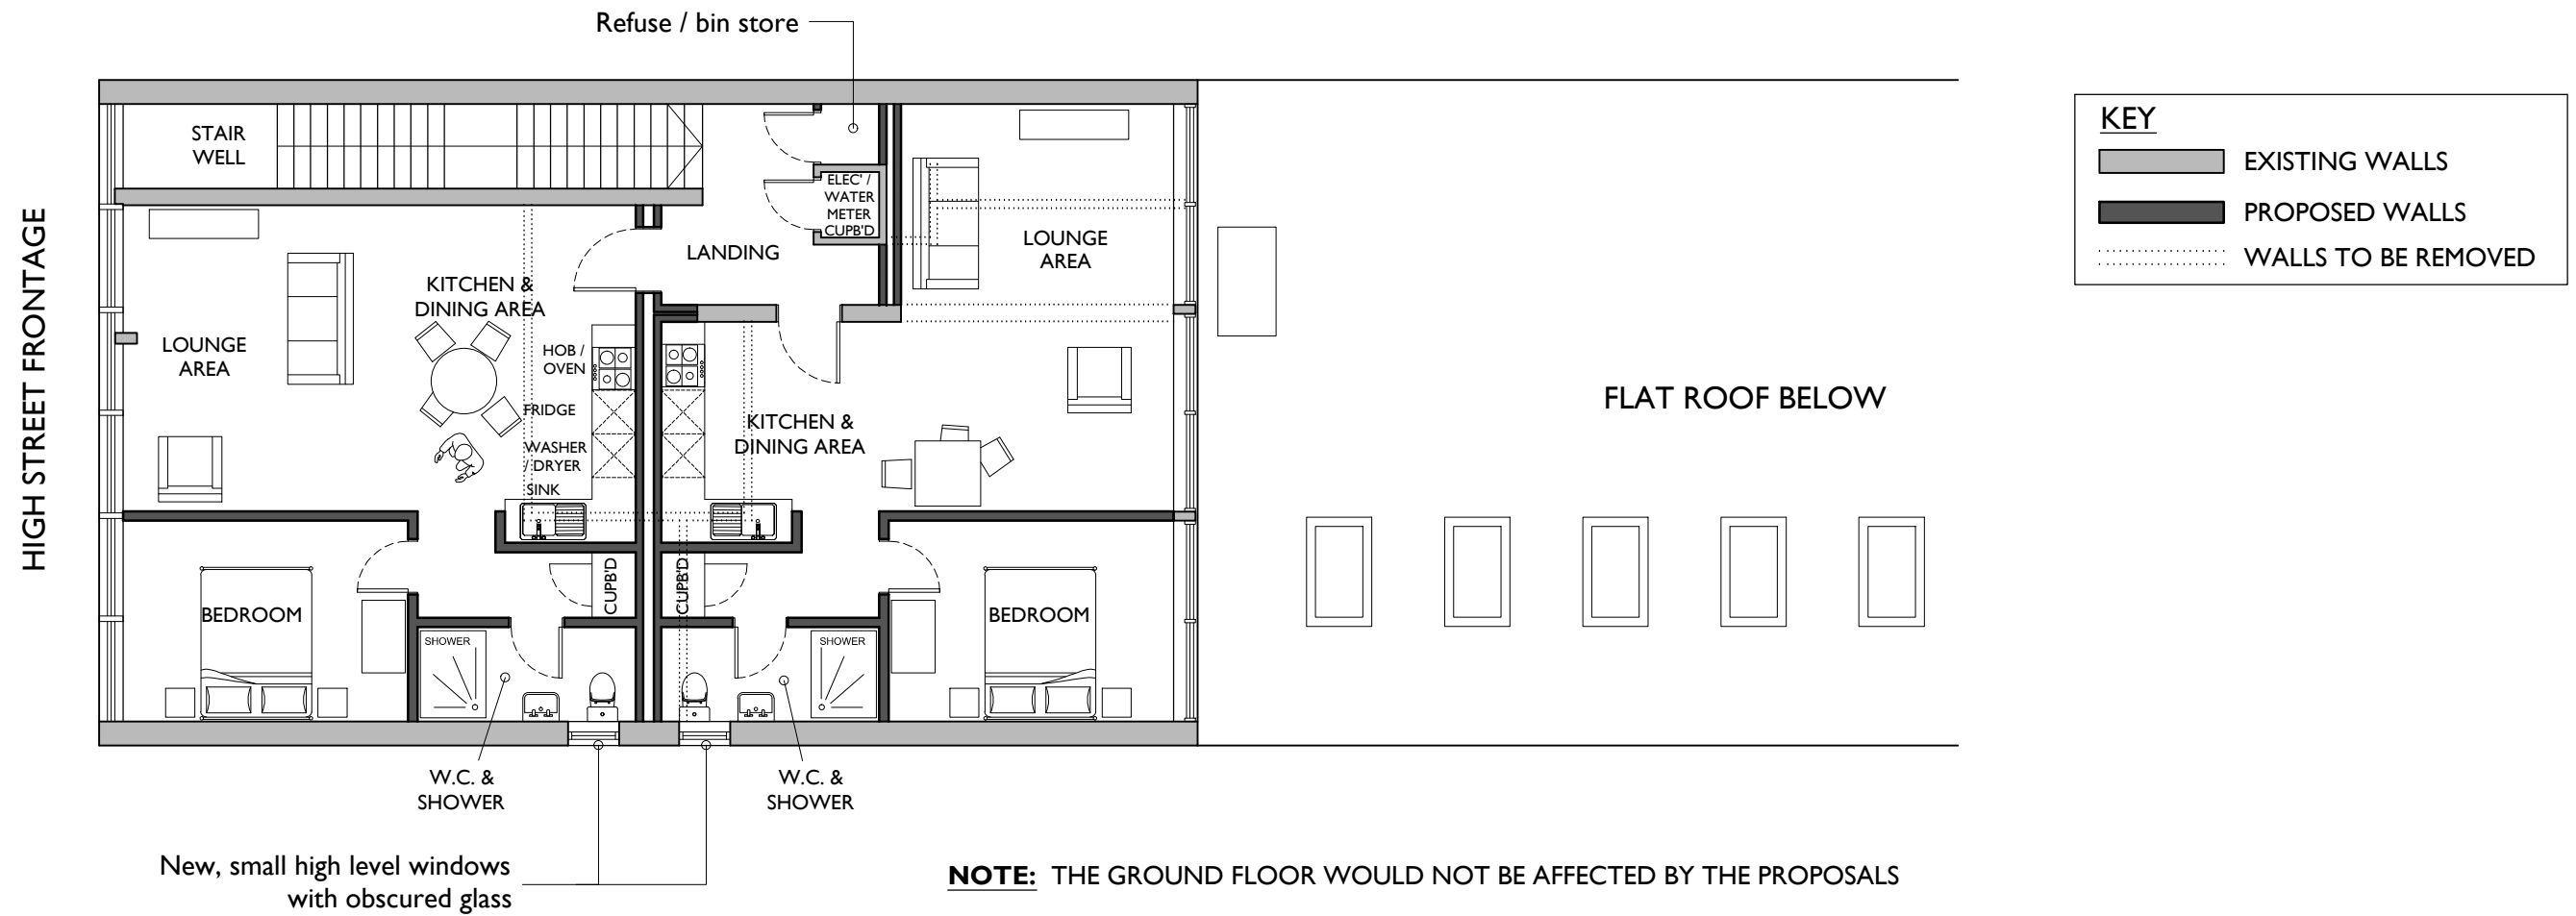 Refuse / bin store
HIGH STREET FRONTAGE
STAIR
WELL
ELEC' /
WATER
METER
CUPB'D
LANDING
LOUNGE
AREA
KITCHEN &
DINING AREA
LOUNGE
AREA
HOB /
OVEN
FRIDGE
WASHER
/ DRYER
SINK
KITCHEN &
DINING AREA
CUPB'D
CUPB'D
BEDROOM
BEDROOM
SHOWER
SHOWER
W.C. &
SHOWER
W.C. &
SHOWER
New, small high level windows
with obscured glass
FLAT ROOF BELOW
KEY
EXISTING WALLS
PROPOSED WALLS
WALLS TO BE REMOVED
NOTE: THE GROUND FLOOR WOULD NOT BE AFFECTED BY THE PROPOSALS